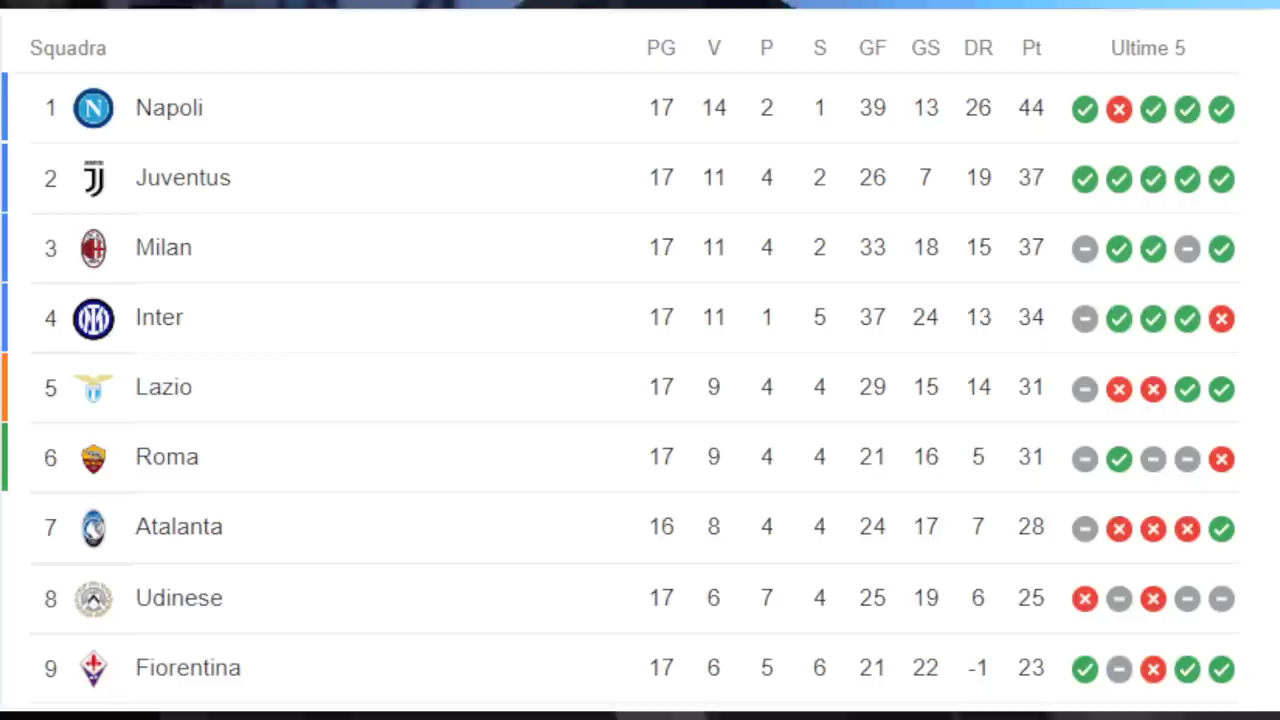 Squadra PG V P S GF GS DR Pt Ultime 5
1 N Napoli 17 14 2 1 39 13 26 44
2 Juventus 17 11 4 2 26 7 19 37
3 Milan 17 11 4 2 33 18 15 37
4 Inter 17 11 1 5 37 24 13 34
5 Lazio 17 9 4 4 29 15 14 31
6 Roma 17 9 4 4 21 16 5 31
7 Atalanta 16 8 4 4 24 17 7 28
8 Udinese 17 6 7 4 25 19 6 25
9 Fiorentina 17 6 5 6 21 22 -1 23